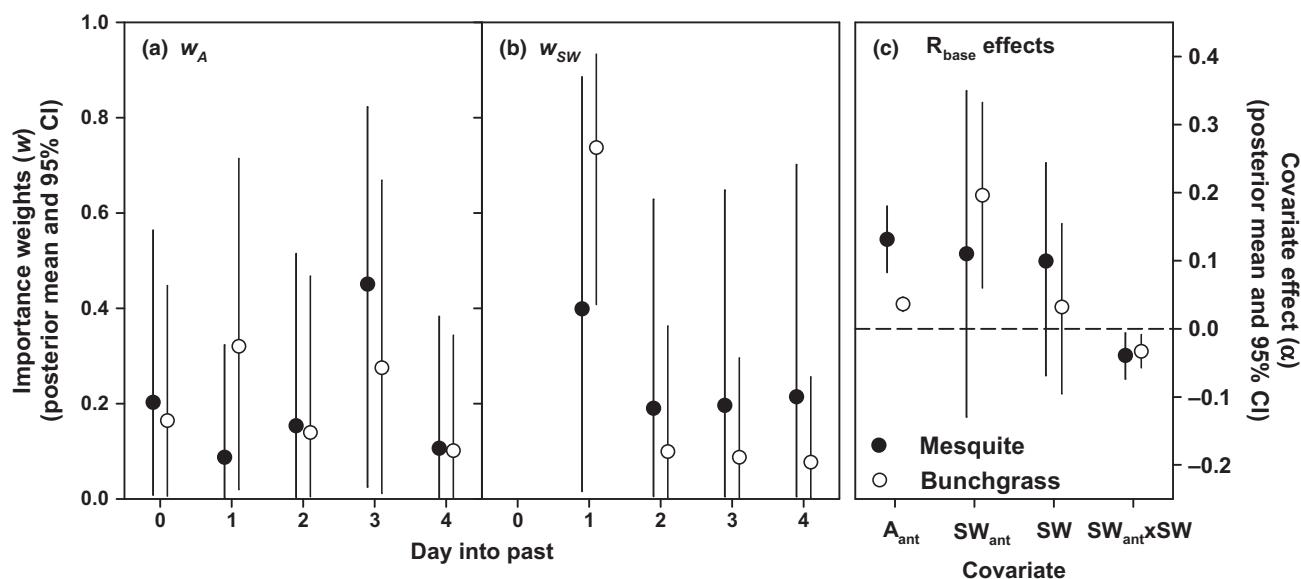 Importance weights (w)
(posterior mean and 95% CI)
1.0
0.8
0.6
0.4
0.2
0.0
(a) w_A
0 1 2 3 4
(b) w_SW
0 1 2 3 4
Day into past
(c) R_base effects
Mesquite
Bunchgrass
A_ant SW_ant SW SW_antxSW
Covariate
0.4
0.3
0.2
0.1
0.0
–0.1
–0.2
Covariate effect (α)
(posterior mean and 95% CI)